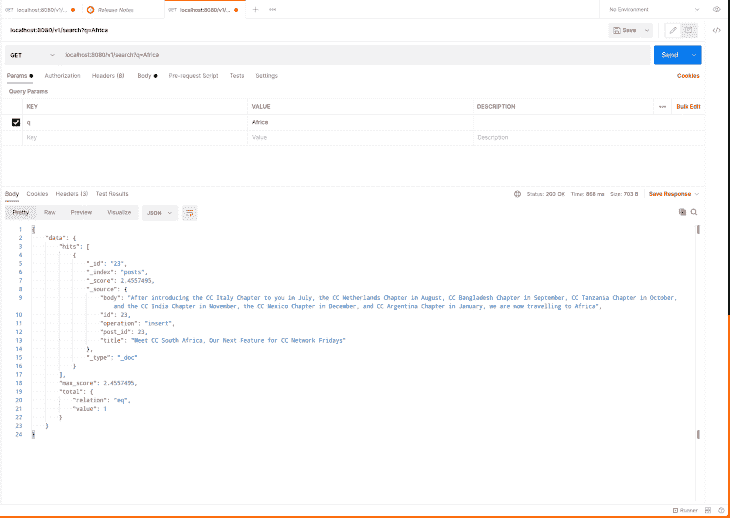 GET localhost:8080/v1/...
Release Notes
GET localhost:8080/v1/...
No Environment
localhost:8080/v1/search?q=Africa
Save
GET
localhost:8080/v1/search?q=Africa
Send
Params
Authorization
Headers (8)
Body
Pre-request Script
Tests
Settings
Cookies
Query Params
KEY
VALUE
DESCRIPTION
Bulk Edit
q
Africa
Key
Value
Description
Body
Cookies
Headers (3)
Test Results
Status: 200 OK
Time: 868 ms
Size: 703 B
Save Response
Pretty
Raw
Preview
Visualize
JSON
1 {
2 "data": {
3 "hits": [
4 {
5 "_id": "23",
6 "_index": "posts",
7 "_score": 2.4557495,
8 "_source": {
9 "body": "After introducing the CC Italy Chapter to you in July, the CC Netherlands Chapter in August, CC Bangladesh Chapter in September, CC Tanzania Chapter in October,
and the CC India Chapter in November, the CC Mexico Chapter in December, and CC Argentina Chapter in January, we are now travelling to Africa",
10 "id": 23,
11 "operation": "insert",
12 "post_id": 23,
13 "title": "Meet CC South Africa, Our Next Feature for CC Network Fridays"
14 },
15 "_type": "_doc"
16 }
17 ],
18 "max_score": 2.4557495,
19 "total": {
20 "relation": "eq",
21 "value": 1
22 }
23 }
24 }
Runner